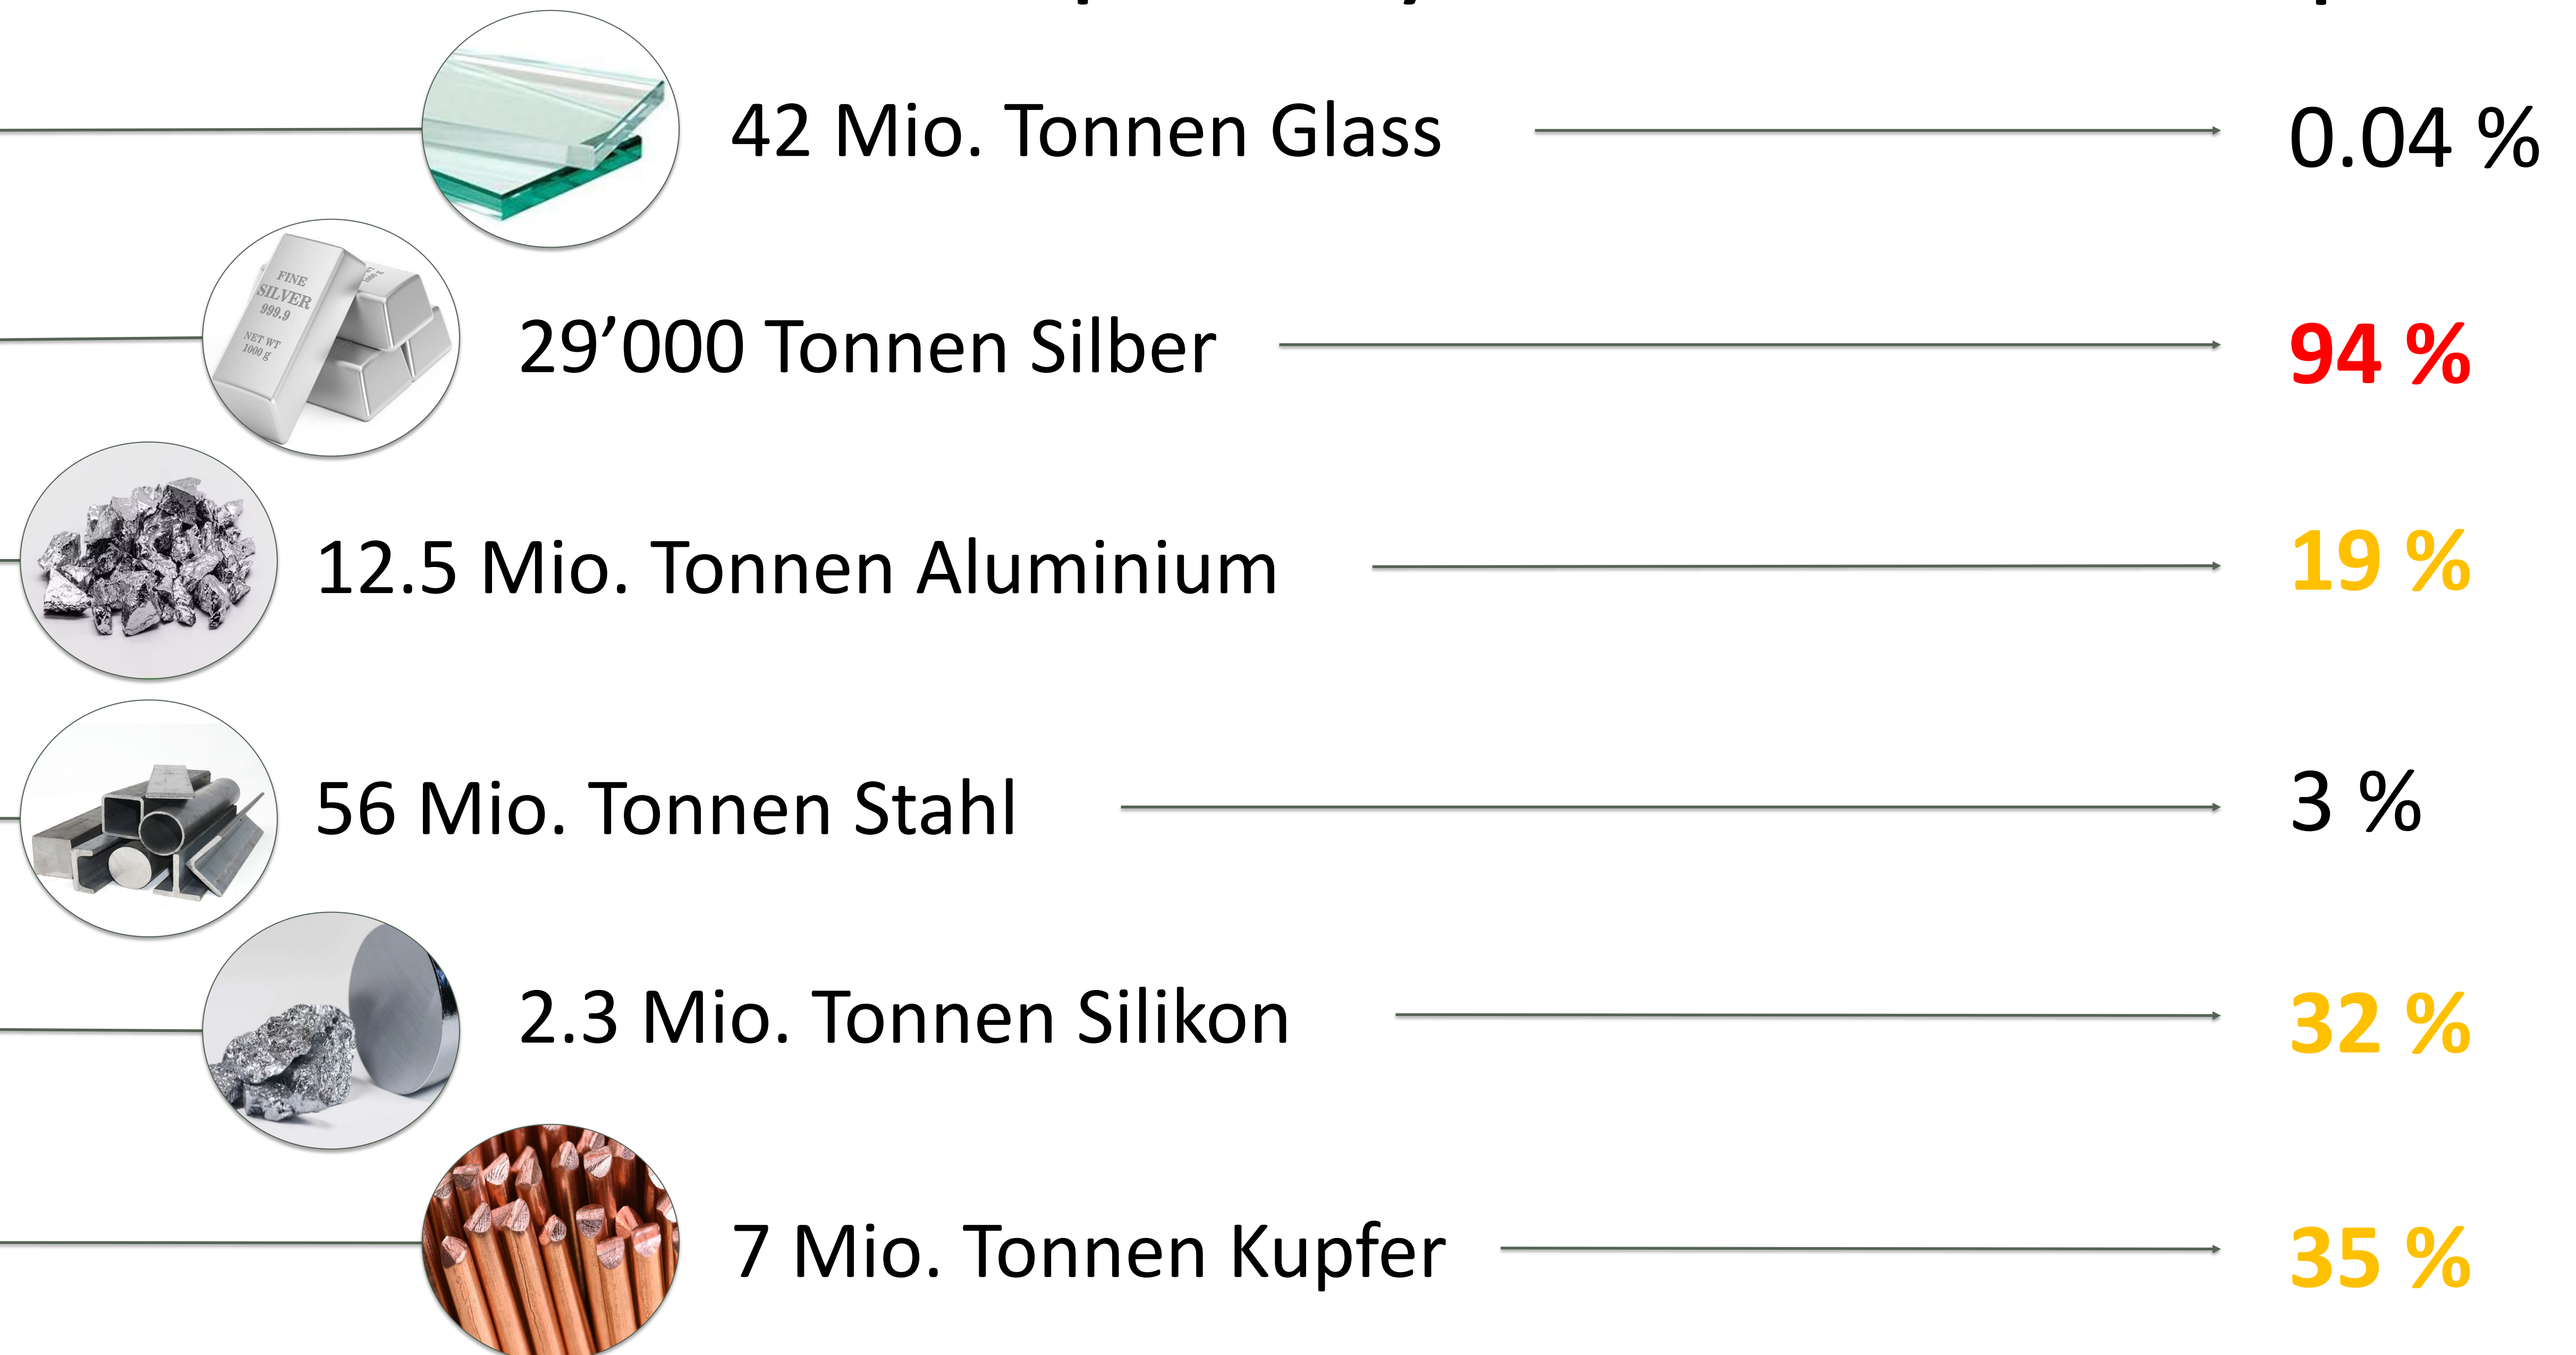 42 Mio. Tonnen Glass 0.04 %
FINE
SILVER
999.9
NET WT
1000 g
1000 g
29’000 Tonnen Silber 94 %
12.5 Mio. Tonnen Aluminium 19 %
56 Mio. Tonnen Stahl 3 %
2.3 Mio. Tonnen Silikon 32 %
7 Mio. Tonnen Kupfer 35 %